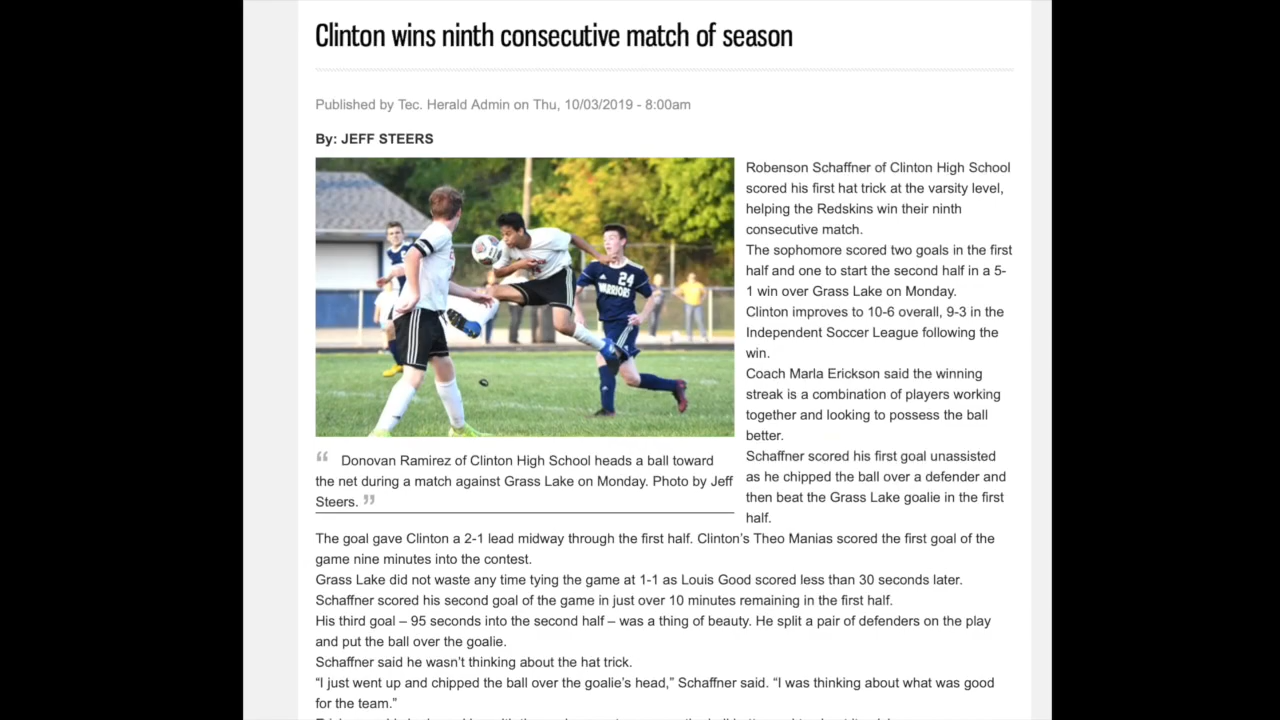 Clinton wins ninth consecutive match of season
Published by Tec. Herald Admin on Thu, 10/03/2019 - 8:00am
By: JEFF STEERS
24
WARRIORS
“ Donovan Ramirez of Clinton High School heads a ball toward
the net during a match against Grass Lake on Monday. Photo by Jeff
Steers. ”
Robenson Schaffner of Clinton High School
scored his first hat trick at the varsity level,
helping the Redskins win their ninth
consecutive match.
The sophomore scored two goals in the first
half and one to start the second half in a 5-
1 win over Grass Lake on Monday.
Clinton improves to 10-6 overall, 9-3 in the
Independent Soccer League following the
win.
Coach Marla Erickson said the winning
streak is a combination of players working
together and looking to possess the ball
better.
Schaffner scored his first goal unassisted
as he chipped the ball over a defender and
then beat the Grass Lake goalie in the first
half.
The goal gave Clinton a 2-1 lead midway through the first half. Clinton’s Theo Manias scored the first goal of the
game nine minutes into the contest.
Grass Lake did not waste any time tying the game at 1-1 as Louis Good scored less than 30 seconds later.
Schaffner scored his second goal of the game in just over 10 minutes remaining in the first half.
His third goal – 95 seconds into the second half – was a thing of beauty. He split a pair of defenders on the play
and put the ball over the goalie.
Schaffner said he wasn’t thinking about the hat trick.
“I just went up and chipped the ball over the goalie’s head,” Schaffner said. “I was thinking about what was good
for the team.”